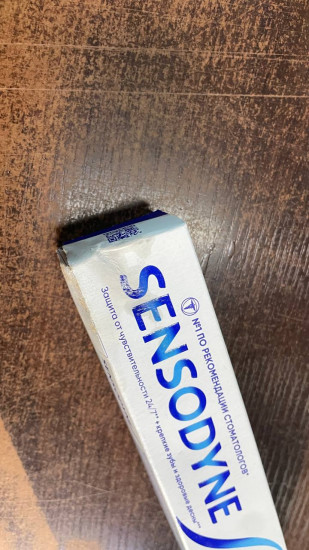 №1 ПО РЕКОМЕНДАЦИИ СТОМАТОЛОГОВ*
SENSODYNE
Защита от чувствительности 24/7** + крепкие зубы и здоровые десны***